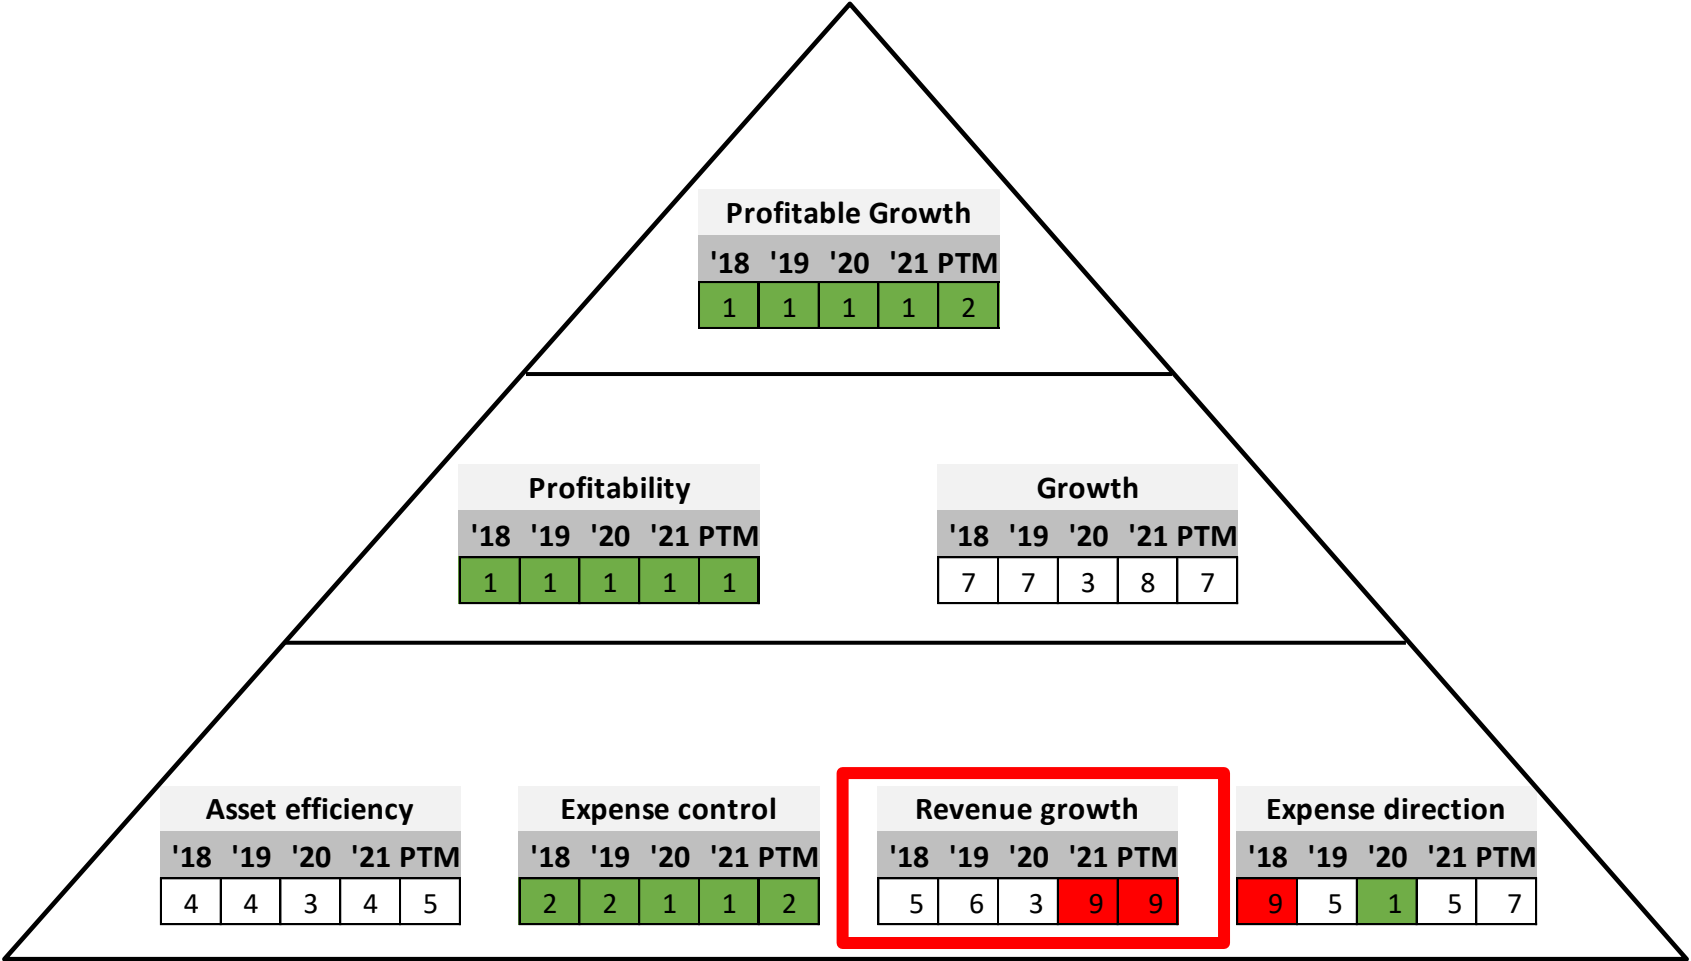 Profitable Growth
'18 '19 '20 '21 PTM
1 1 1 1 2
Profitability
'18 '19 '20 '21 PTM
1 1 1 1 1
Growth
'18 '19 '20 '21 PTM
7 7 3 8 7
Asset efficiency
'18 '19 '20 '21 PTM
4 4 3 4 5
Expense control
'18 '19 '20 '21 PTM
2 2 1 1 2
Revenue growth
'18 '19 '20 '21 PTM
5 6 3 9 9
Expense direction
'18 '19 '20 '21 PTM
9 5 1 5 7